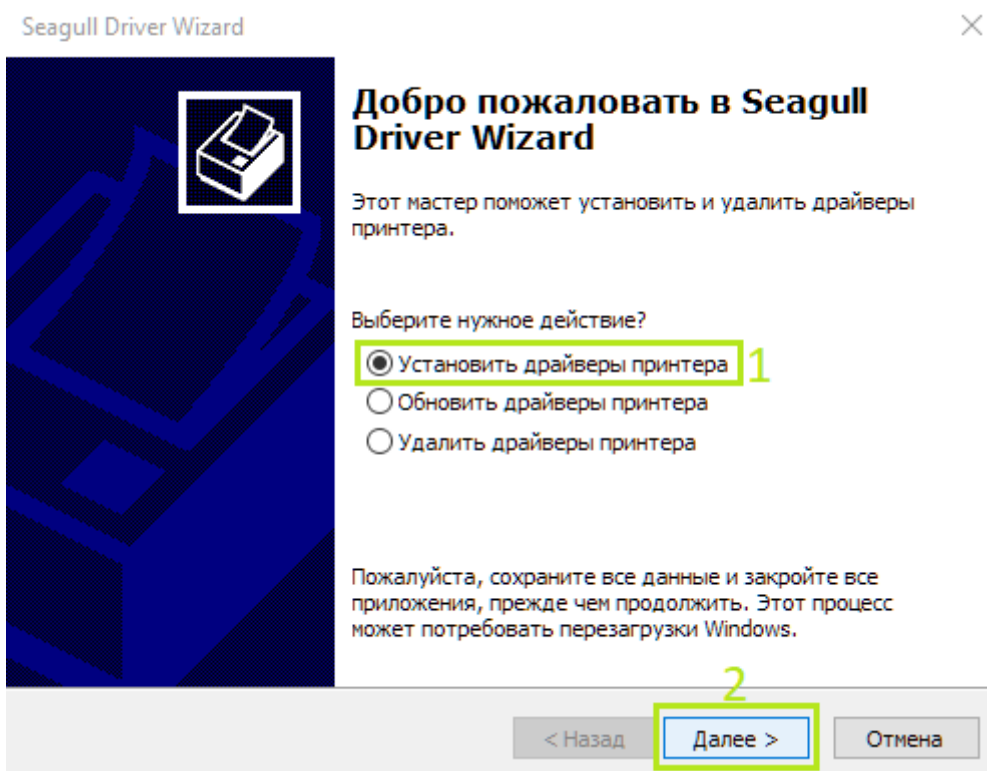 Seagull Driver Wizard
Добро пожаловать в Seagull
Driver Wizard
Этот мастер поможет установить и удалить драйверы
принтера.
Выберите нужное действие?
Установить драйверы принтера 1
Обновить драйверы принтера
Удалить драйверы принтера
Пожалуйста, сохраните все данные и закройте все
приложения, прежде чем продолжить. Этот процесс
может потребовать перезагрузки Windows.
2
< Назад Далее > Отмена